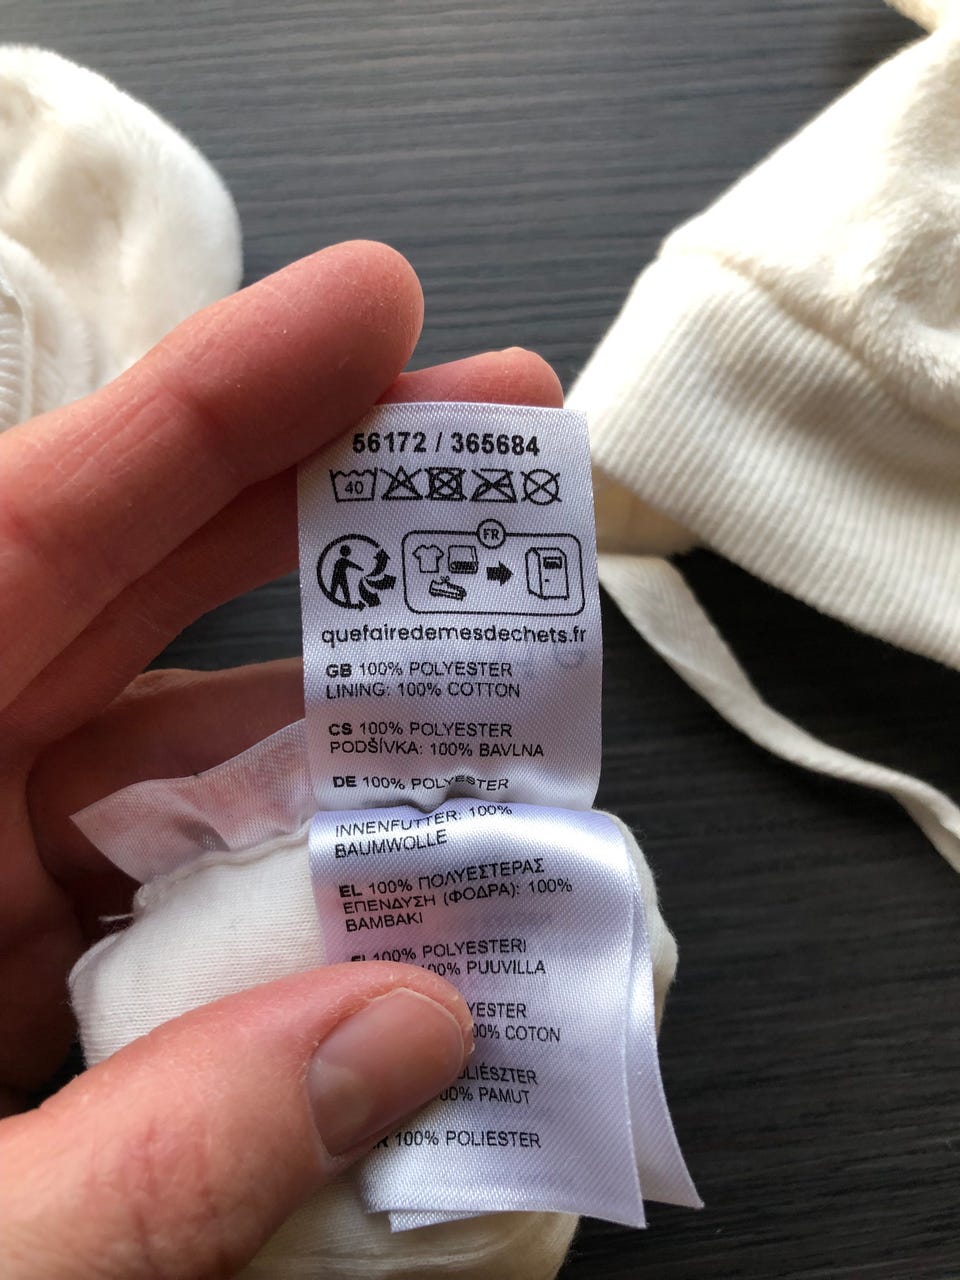 56172 / 365684
40
FR
quefairedemesdechets.fr
GB 100% POLYESTER
LINING: 100% COTTON
CS 100% POLYESTER
PODŠÍVKA: 100% BAVLNA
DE 100% POLYESTER
INNENFUTTER: 100%
BAUMWOLLE
EL 100% ΠΟΛΥΕΣΤΕΡΑΣ
ΕΠΕΝΔΥΣΗ (ΦΟΔΡΑ): 100%
ΒΑΜΒΑΚΙ
100% POLYESTERI
PUUVILLA
COTON
PAMUT
100% POLIESTER